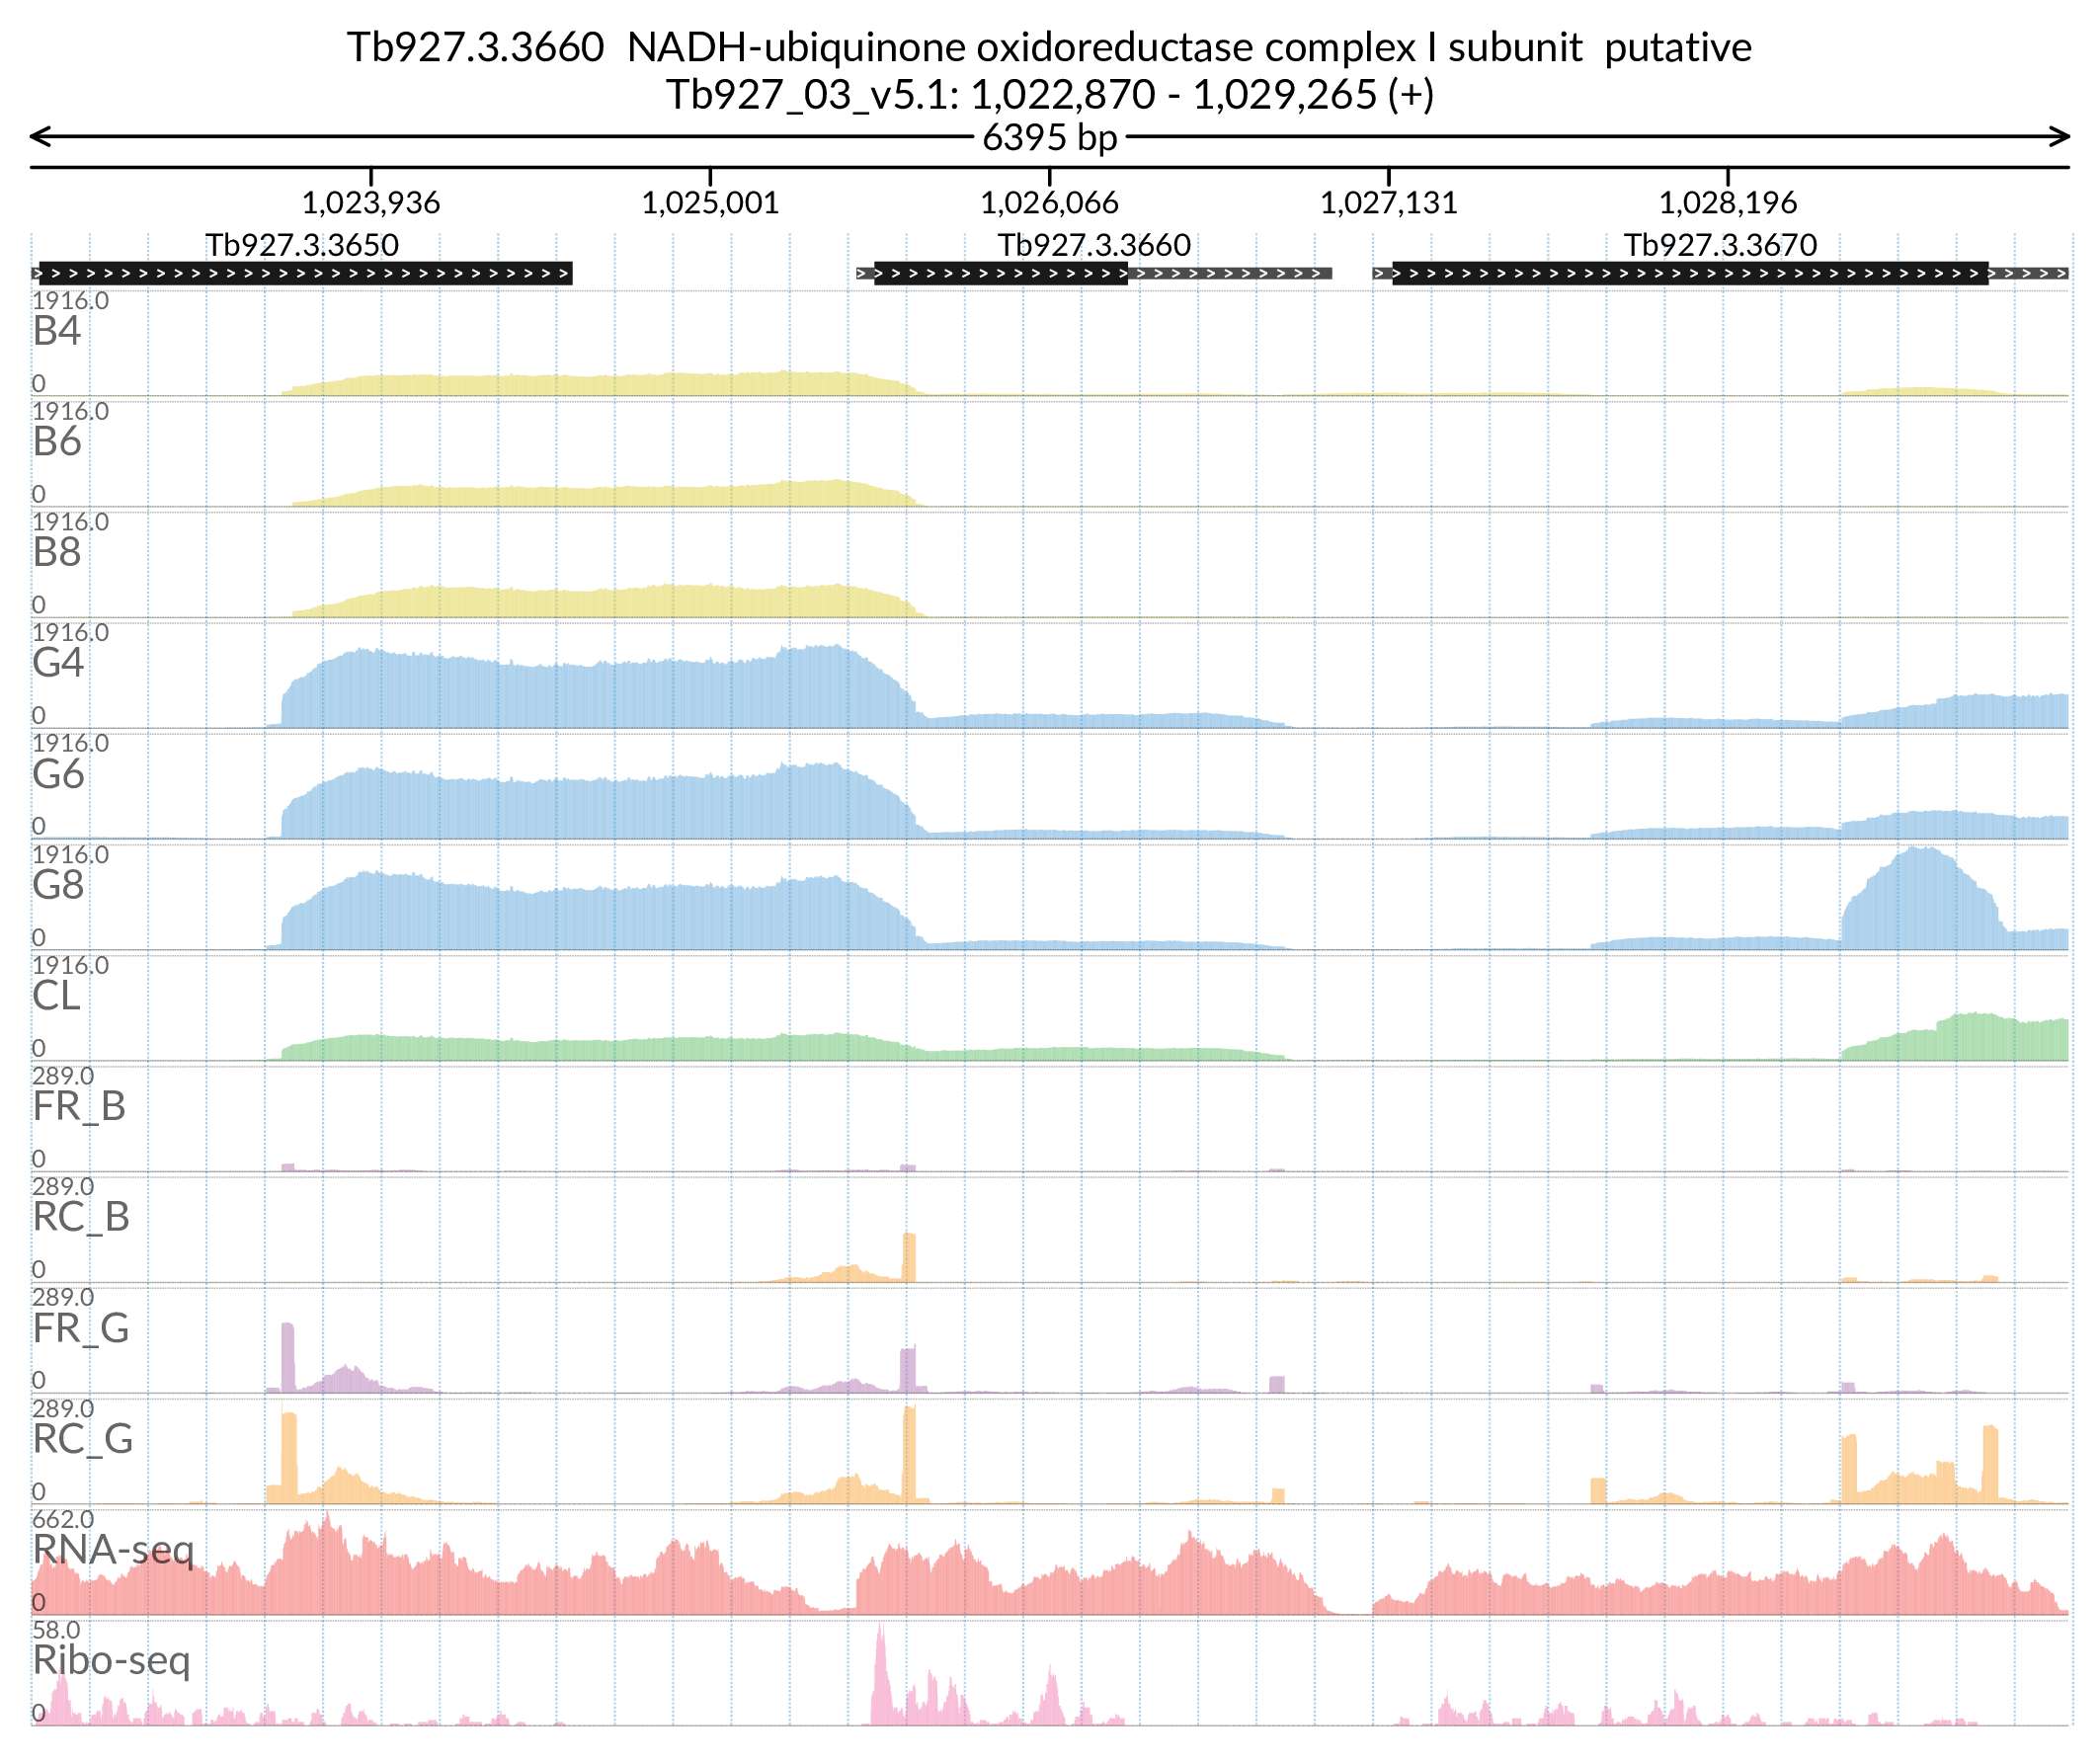 Tb927.3.3660 NADH-ubiquinone oxidoreductase complex I subunit putative
Tb927_03_v5.1: 1,022,870 - 1,029,265 (+)
6395 bp
1,023,936 1,025,001 1,026,066 1,027,131 1,028,196
Tb927.3.3650 Tb927.3.3660 Tb927.3.3670
1916.0
B4
0
1916.0
B6
0
1916.0
B8
0
1916.0
G4
0
1916.0
G6
0
1916.0
G8
0
1916.0
CL
0
289.0
FR_B
0
289.0
RC_B
0
289.0
FR_G
0
289.0
RC_G
0
662.0
RNA-seq
0
58.0
Ribo-seq
0